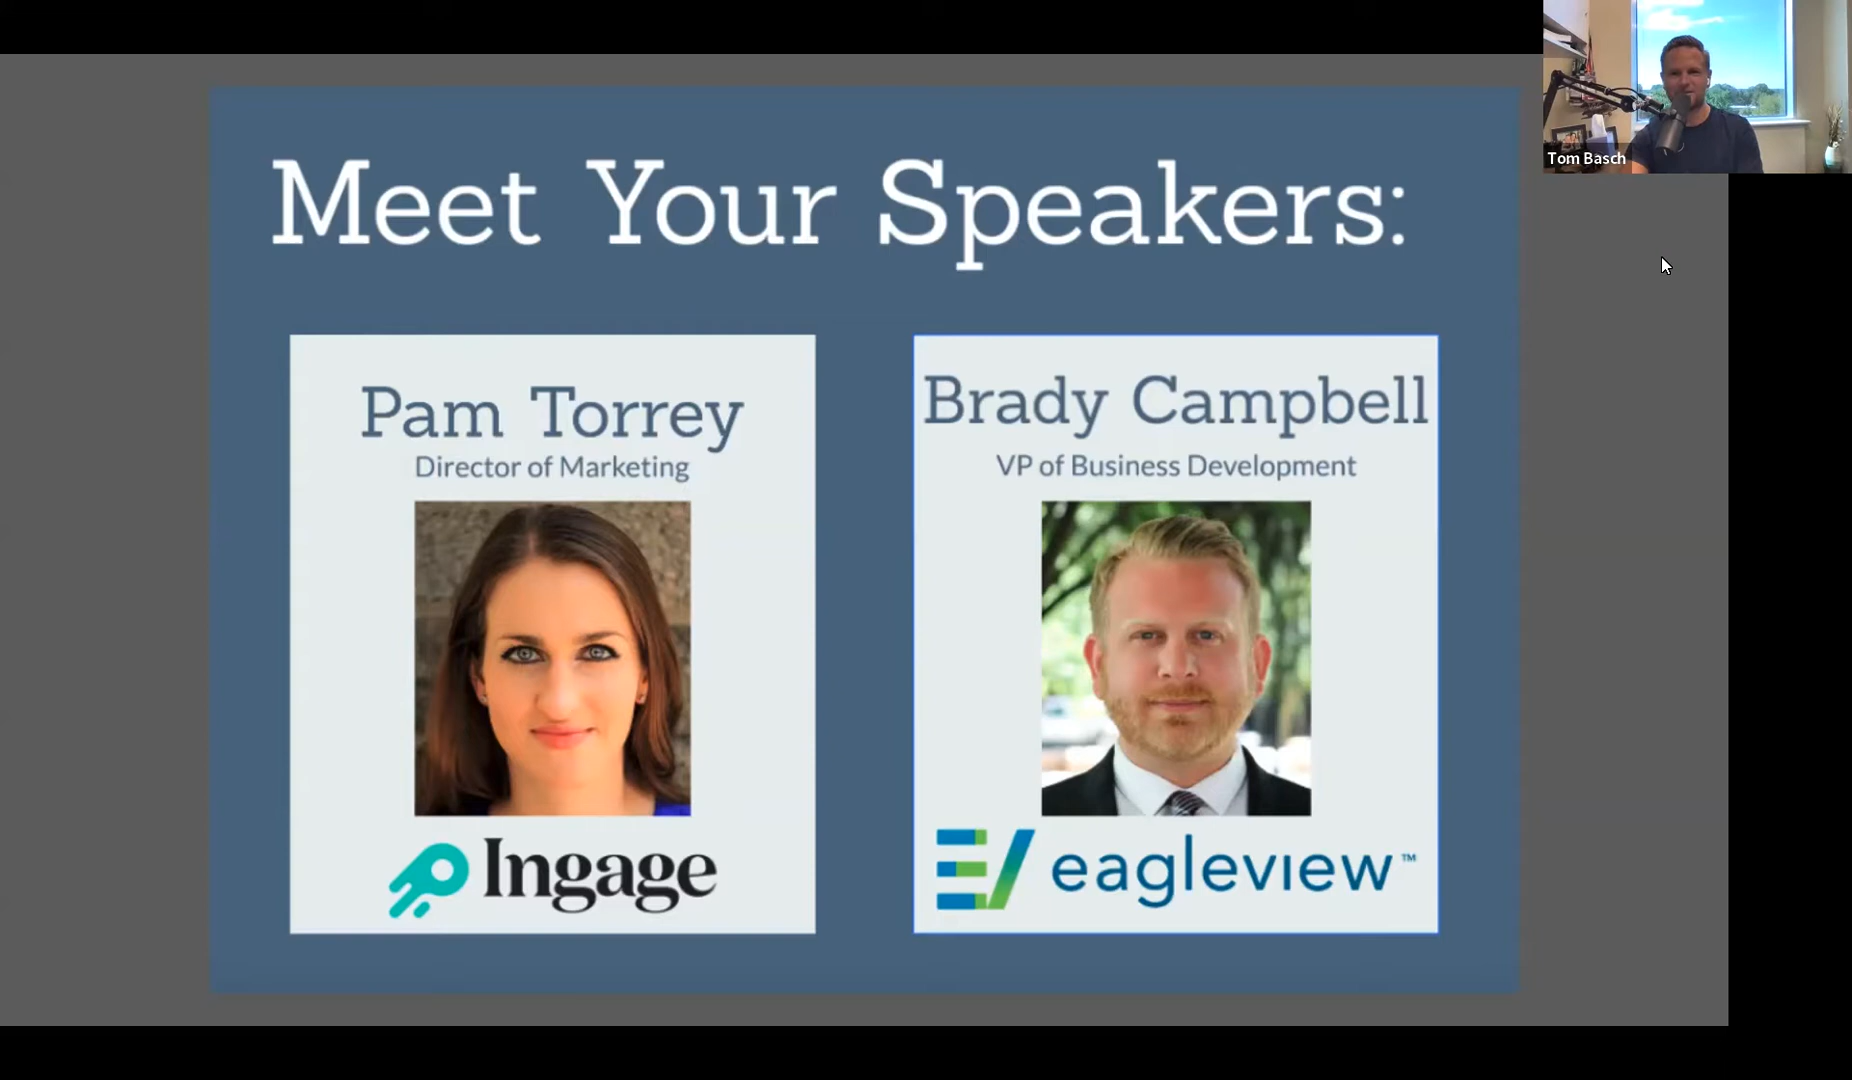 Meet Your Speakers:
Pam Torrey
Director of Marketing
Ingage
Brady Campbell
VP of Business Development
eagleview™
Tom Basch